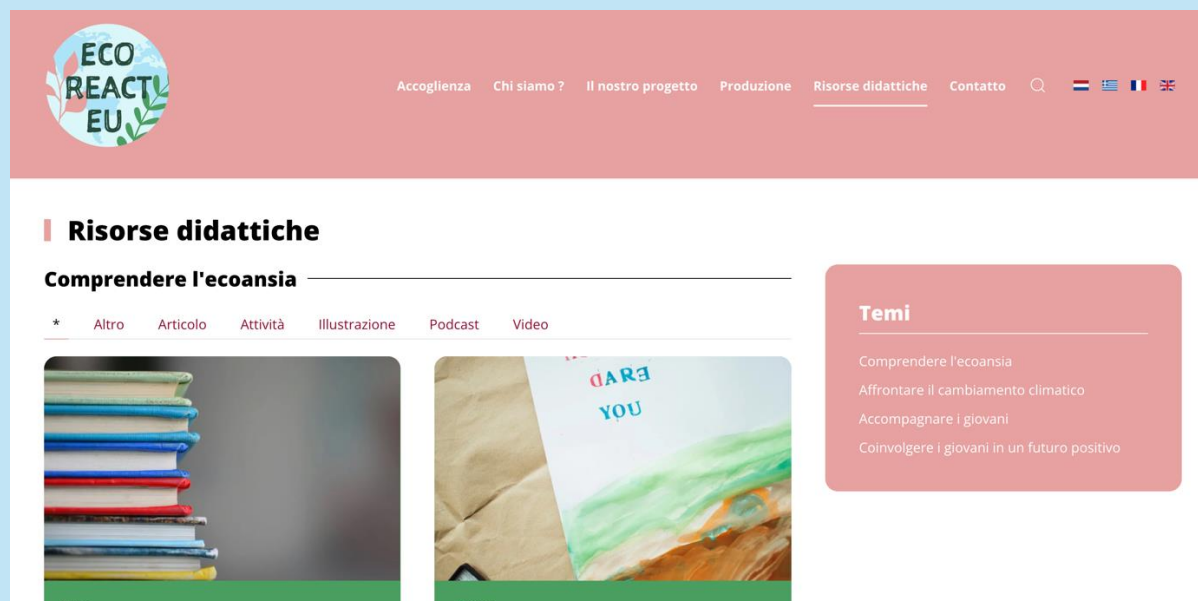 ECO
REACT
EU
Accoglienza Chi siamo ? Il nostro progetto Produzione Risorse didattiche Contatto
Risorse didattiche
Comprendere l'ecoansia
* Altro Articolo Attività Illustrazione Podcast Video
DARE
YOU
Temi
Comprendere l'ecoansia
Affrontare il cambiamento climatico
Accompagnare i giovani
Coinvolgere i giovani in un futuro positivo